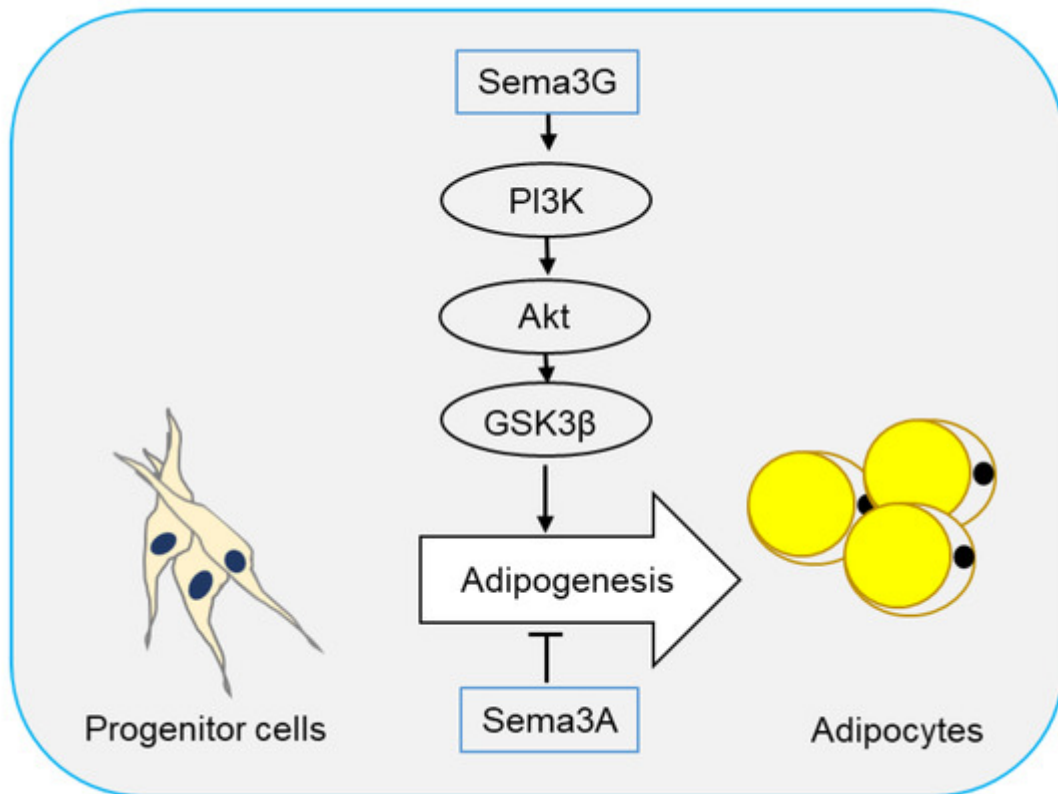 Sema3G
PI3K
Akt
GSK3β
Adipogenesis
Sema3A
Progenitor cells
Adipocytes